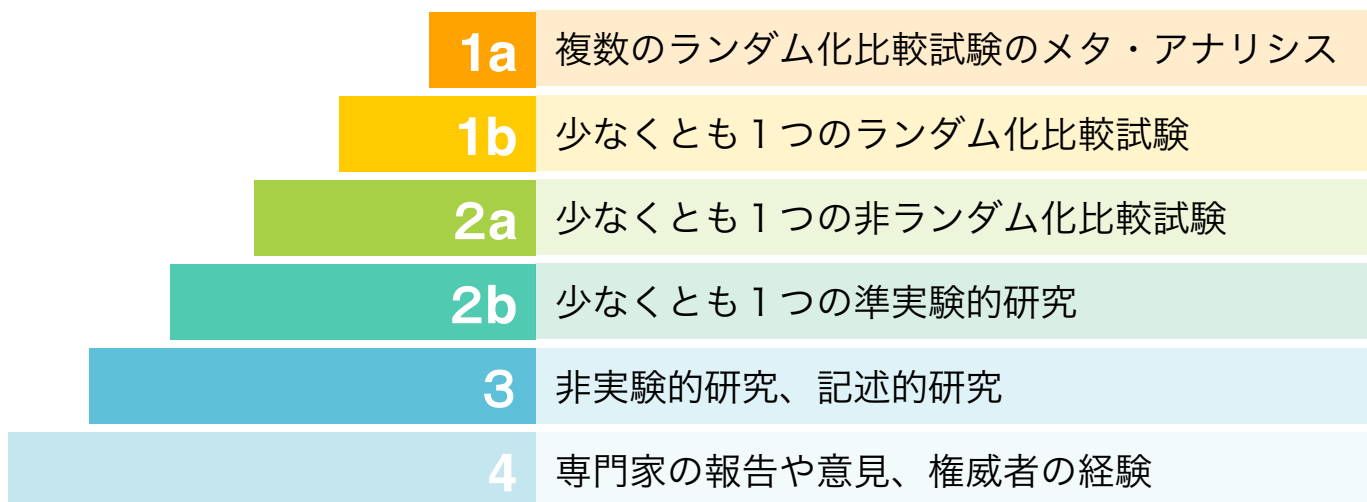 1a 複数のランダム化比較試験のメタ・アナリシス
1b 少なくとも１つのランダム化比較試験
2a 少なくとも１つの非ランダム化比較試験
2b 少なくとも１つの準実験的研究
3 非実験的研究、記述的研究
4 専門家の報告や意見、権威者の経験